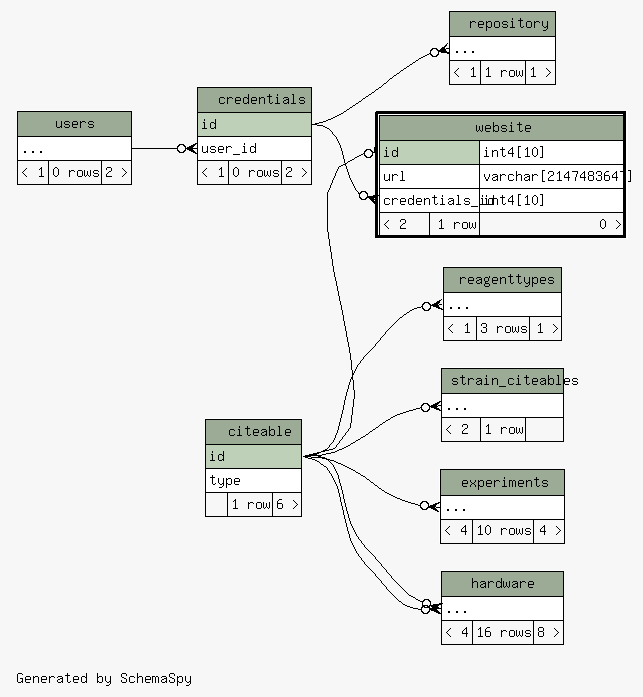 repository
...
< 1 1 row 1 >
credentials
id
user_id
< 1 0 rows 2 >
users
...
< 1 0 rows 2 >
website
id int4[10]
url varchar[2147483647]
credentials_id int4[10]
< 2 1 row 0 >
reagenttypes
...
< 1 3 rows 1 >
strain_citeables
...
< 2 1 row
citeable
id
type
1 row 6 >
experiments
...
< 4 10 rows 4 >
hardware
...
< 4 16 rows 8 >
Generated by SchemaSpy